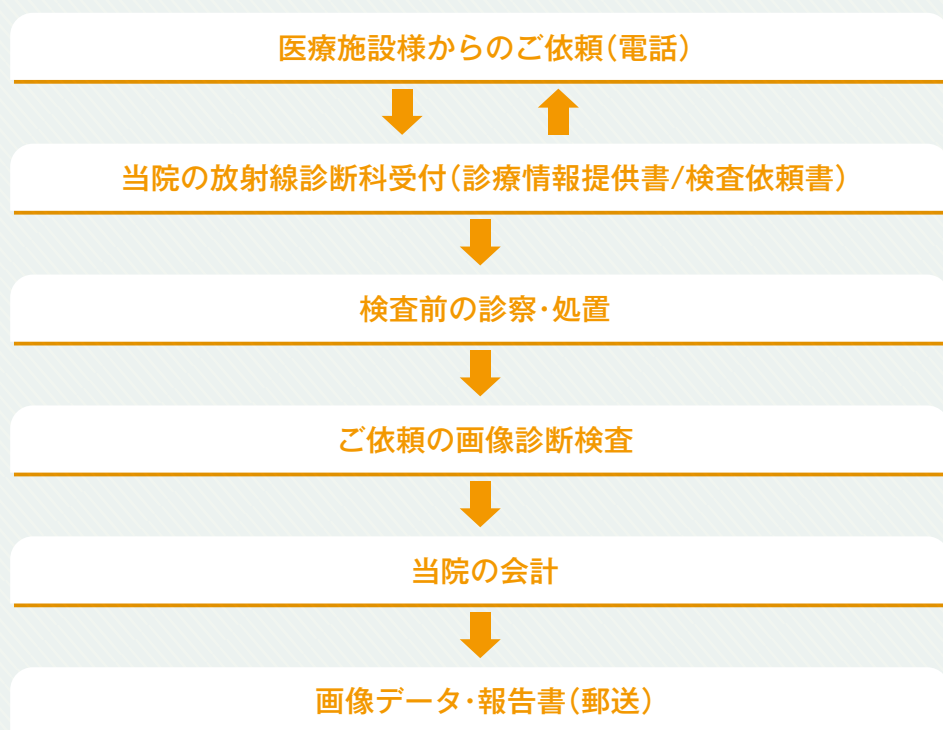 医療施設様からのご依頼(電話)
当院の放射線診断科受付(診療情報提供書/検査依頼書)
検査前の診察・処置
ご依頼の画像診断検査
当院の会計
画像データ・報告書(郵送)